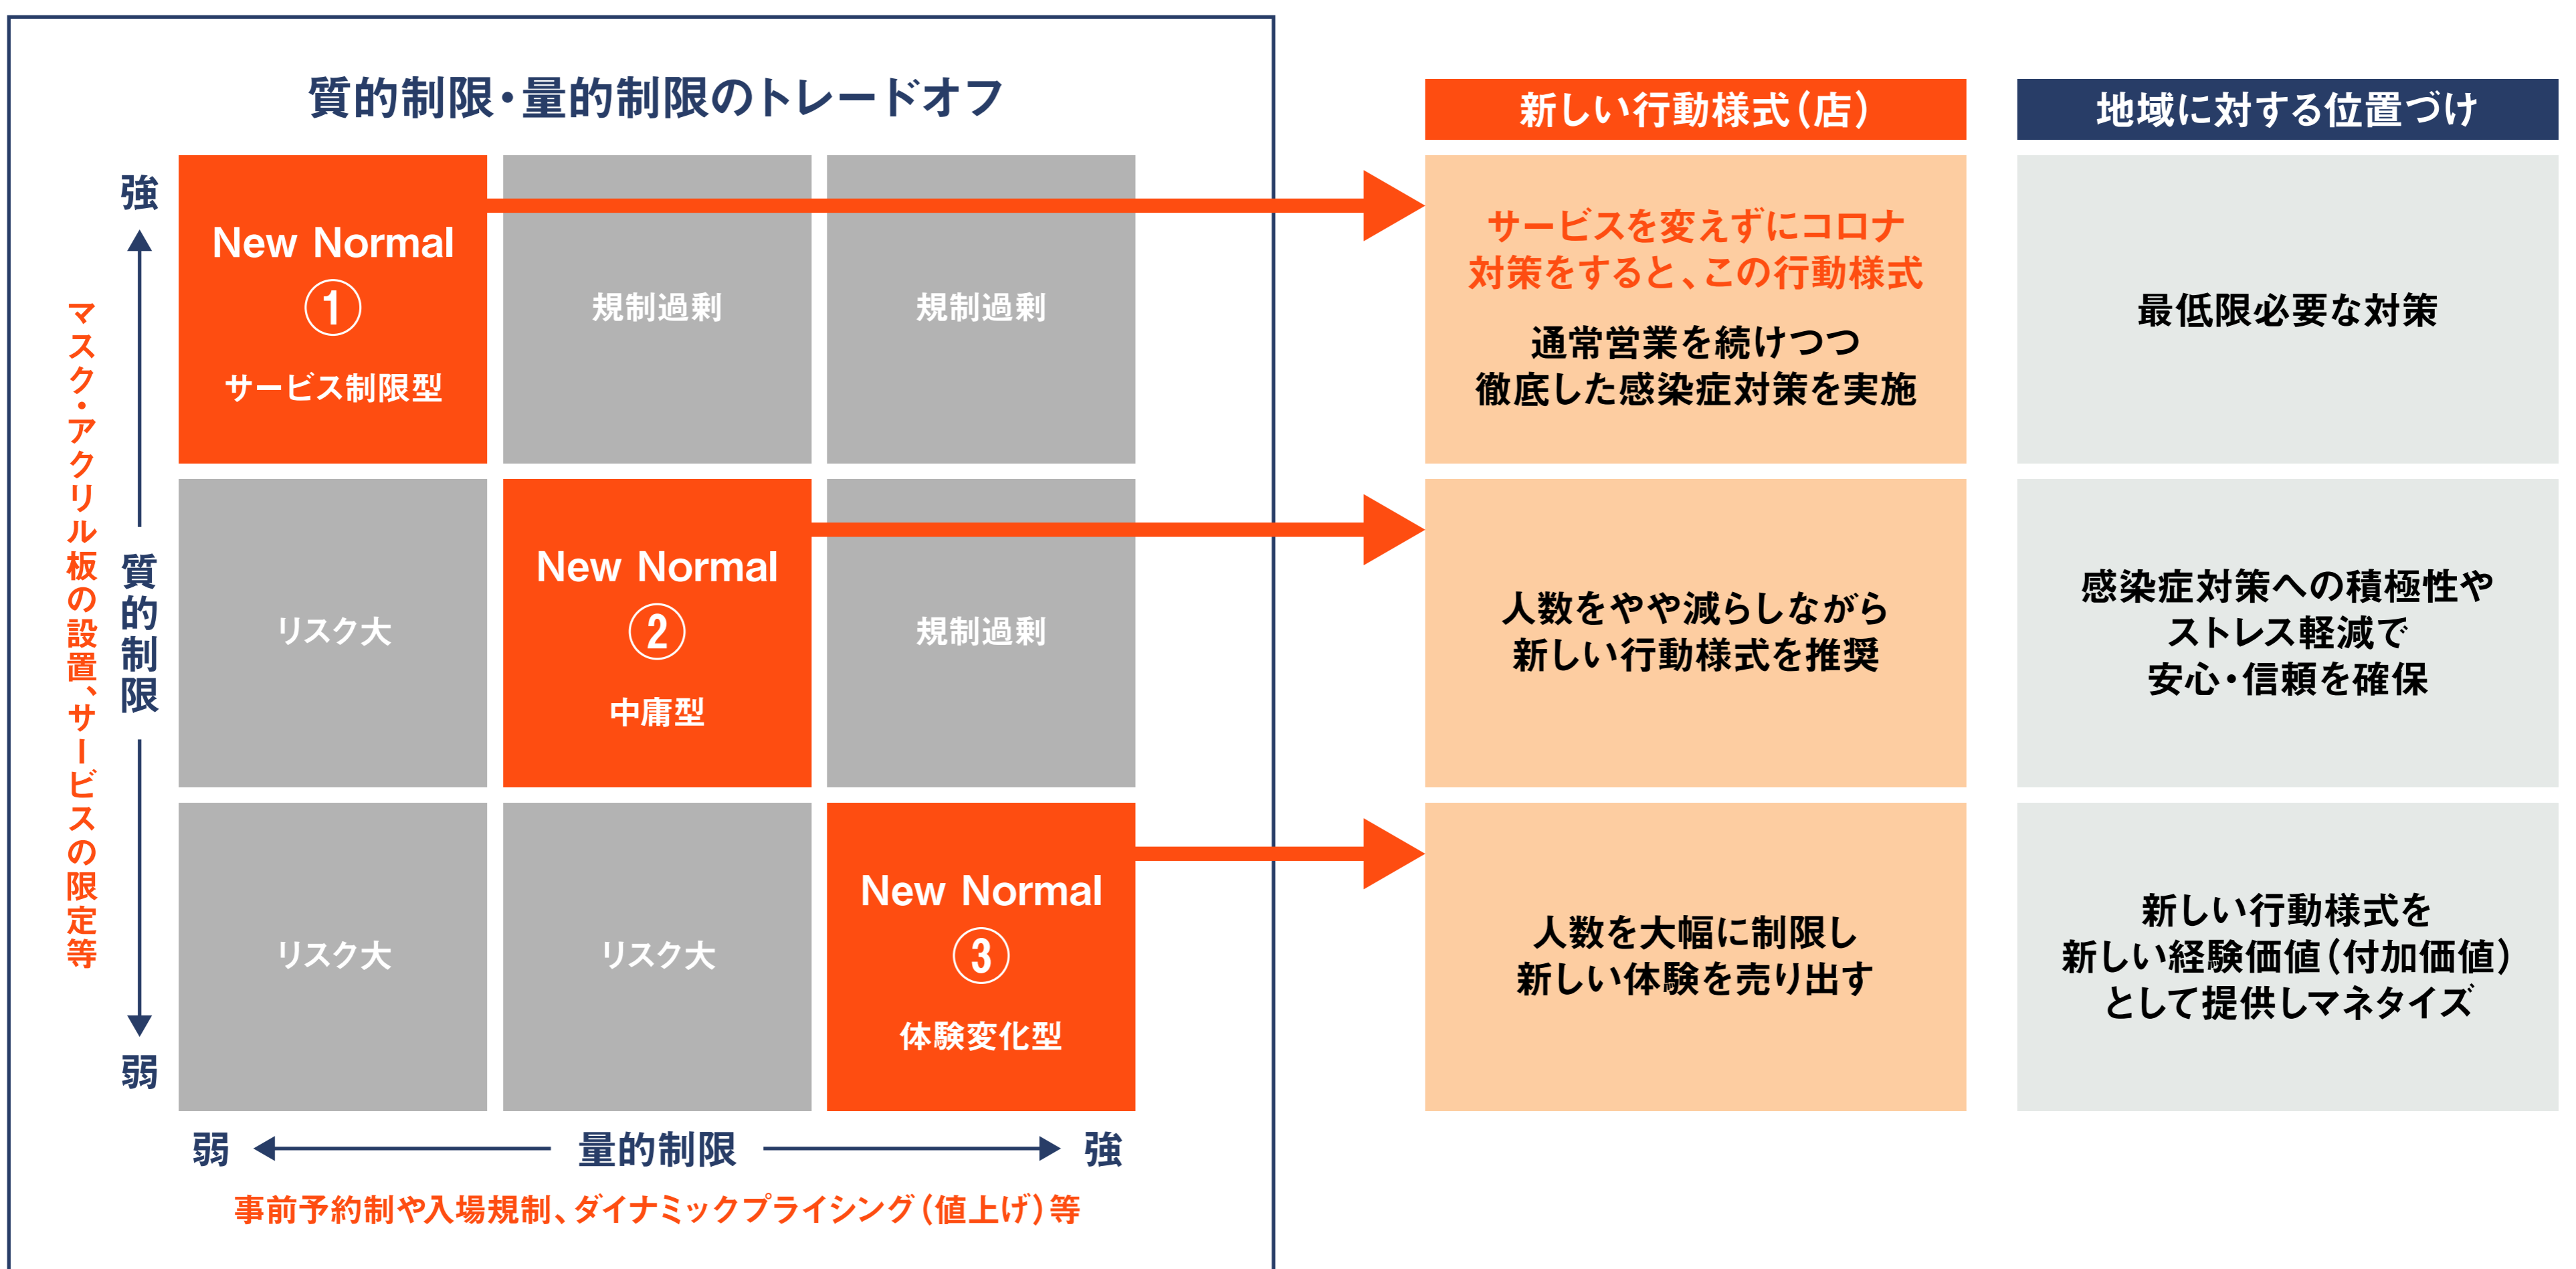 質的制限・量的制限のトレードオフ
強
質的制限
弱
マスク・アクリル板の設置、サービスの限定等
New Normal
①
サービス制限型
規制過剰
規制過剰
リスク大
New Normal
②
中庸型
規制過剰
リスク大
リスク大
New Normal
③
体験変化型
弱
量的制限
強
事前予約制や入場規制、ダイナミックプライシング(値上げ)等
新しい行動様式(店)
サービスを変えずにコロナ
対策をすると、この行動様式
通常営業を続けつつ
徹底した感染症対策を実施
人数をやや減らしながら
新しい行動様式を推奨
人数を大幅に制限し
新しい体験を売り出す
地域に対する位置づけ
最低限必要な対策
感染症対策への積極性や
ストレス軽減で
安心・信頼を確保
新しい行動様式を
新しい経験価値(付加価値)
として提供しマネタイズ